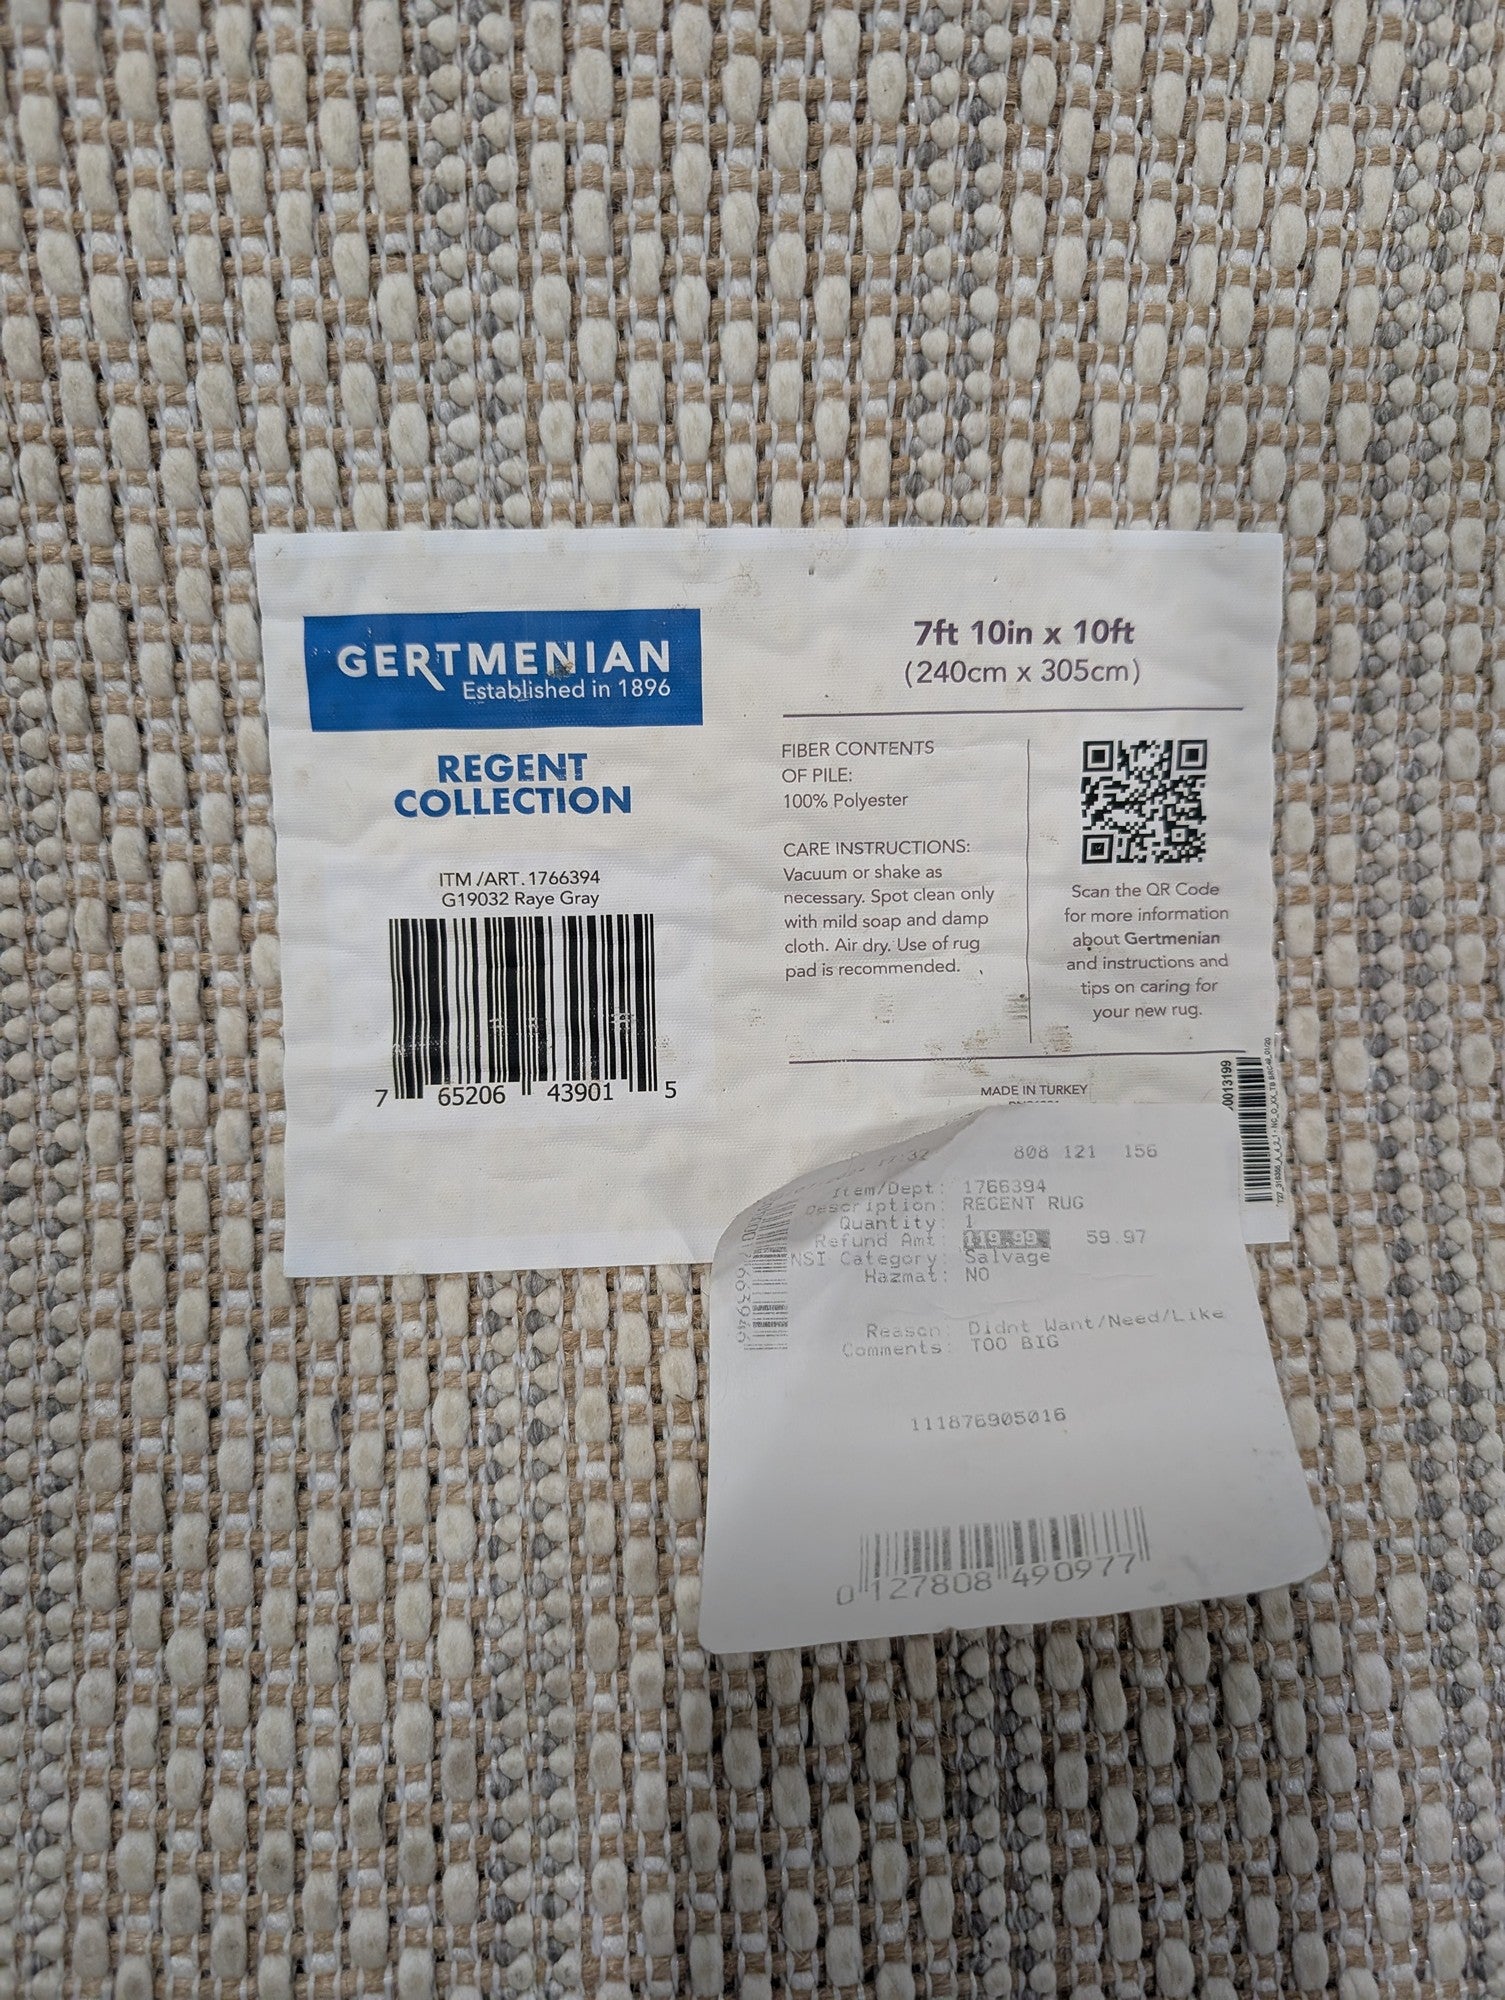 GERTMENIAN
Established in 1896
REGENT
COLLECTION
ITM /ART. 1766394
G19032 Raye Gray
7 65206 43901 5
7ft 10in x 10ft
(240cm x 305cm)
FIBER CONTENTS
OF PILE:
100% Polyester
CARE INSTRUCTIONS:
Vacuum or shake as
necessary. Spot clean only
with mild soap and damp
cloth. Air dry. Use of rug
pad is recommended.
Scan the QR Code
for more information
about Gertmenian
and instructions and
tips on caring for
your new rug.
MADE IN TURKEY
808 121 156
Item/Dept: 1766394
Description: REGENT RUG
Quantity: 1
Refund Amt: 119.99 59.97
NSI Category: Salvage
Hazmat: NO
Reason: Didnt Want/Need/Like
Comments: TOO BIG
111876905016
0 127808 490977